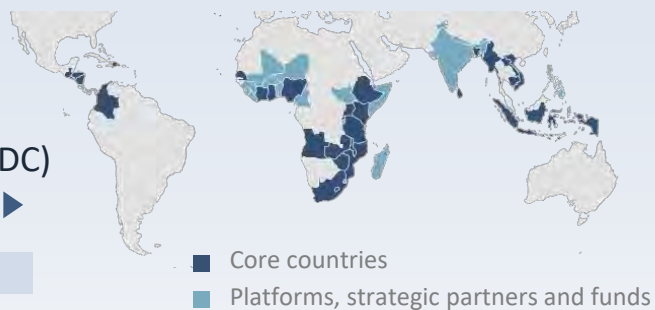 DC)
Core countries
Platforms, strategic partners and funds